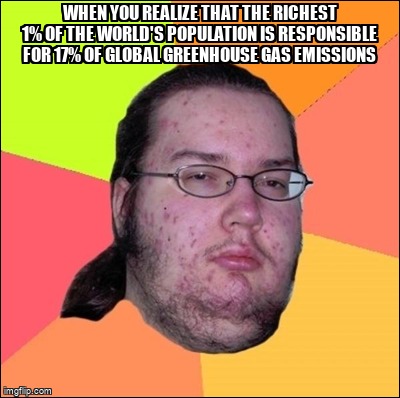 WHEN YOU REALIZE THAT THE RICHEST
1% OF THE WORLD'S POPULATION IS RESPONSIBLE
FOR 17% OF GLOBAL GREENHOUSE GAS EMISSIONS
imgflip.com